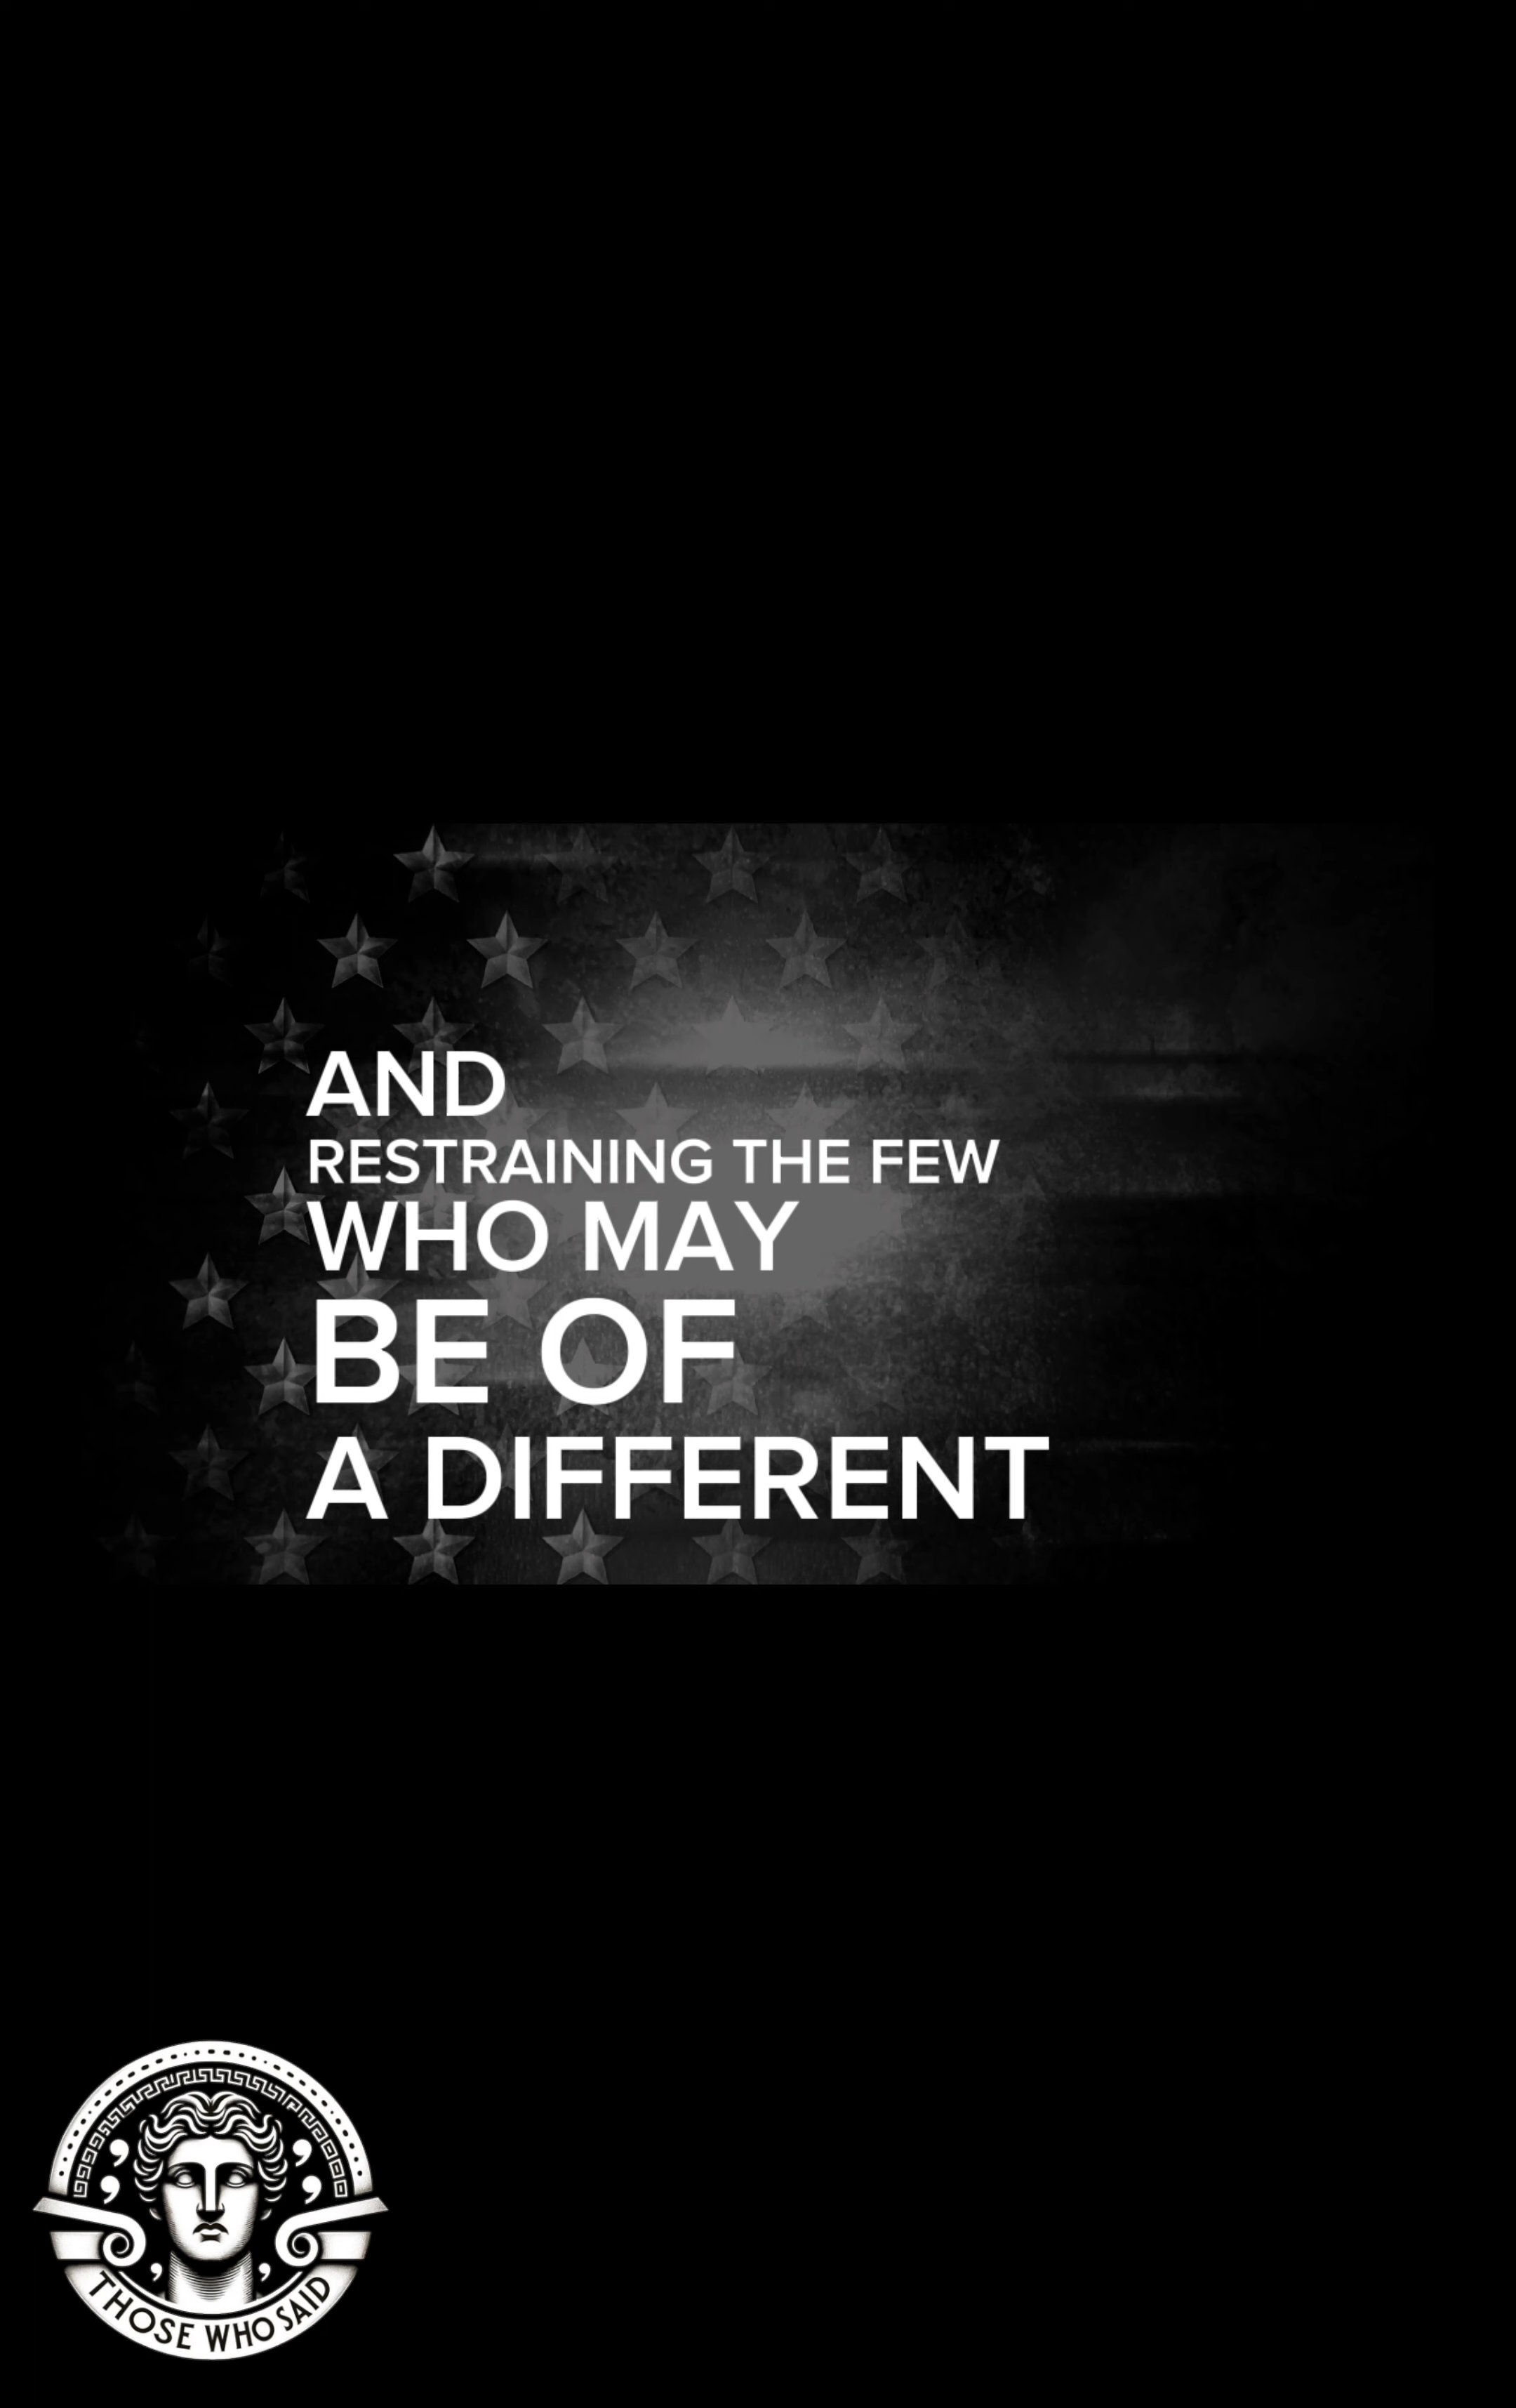 AND
RESTRAINING THE FEW
WHO MAY
BE OF
A DIFFERENT
THOSE WHO SAID